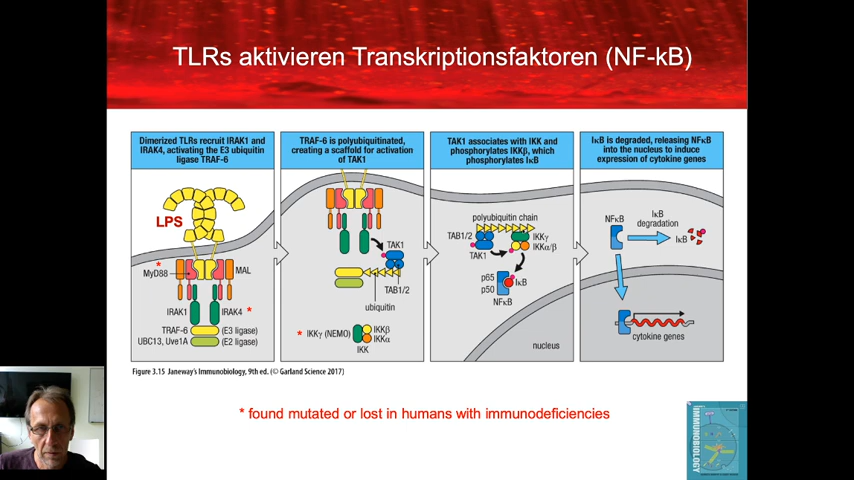 TLRs aktivieren Transkriptionsfaktoren (NF-kB)
Dimerized TLRs recruit IRAK1 and
IRAK4, activating the E3 ubiquitin
ligase TRAF-6
LPS
*
MyD88
MAL
IRAK1
IRAK4 *
TRAF-6
(E3 ligase)
UBC13, Uve1A
(E2 ligase)
TRAF-6 is polyubiquitinated,
creating a scaffold for activation
of TAK1
TAK1
TAB1/2
ubiquitin
* IKKγ (NEMO)
IKKβ
IKKα
IKK
TAK1 associates with IKK and
phosphorylates IKKβ, which
phosphorylates IκB
polyubiquitin chain
TAB1/2
IKKγ
IKKα/β
TAK1
p65
p50
IκB
NFκB
nucleus
IκB is degraded, releasing NFκB
into the nucleus to induce
expression of cytokine genes
NFκB
IκB
degradation
IκB
cytokine genes
Figure 3.15 Janeway's Immunobiology, 9th ed. (© Garland Science 2017)
* found mutated or lost in humans with immunodeficiencies
IMMUNOBIOLOGY